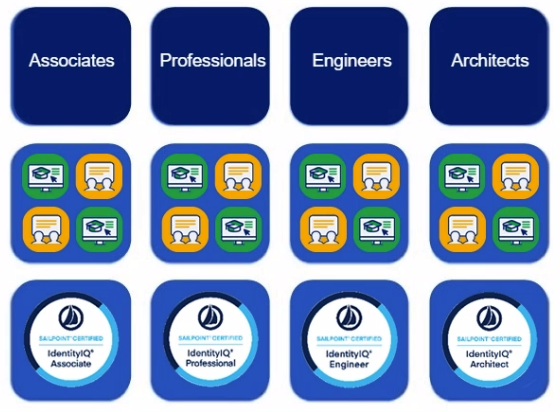 Associates
Professionals
Engineers
Architects
SAILPOINT® CERTIFIED
IdentityIQ®
Associate
SAILPOINT® CERTIFIED
IdentityIQ®
Professional
SAILPOINT® CERTIFIED
IdentityIQ®
Engineer
SAILPOINT® CERTIFIED
IdentityIQ®
Architect